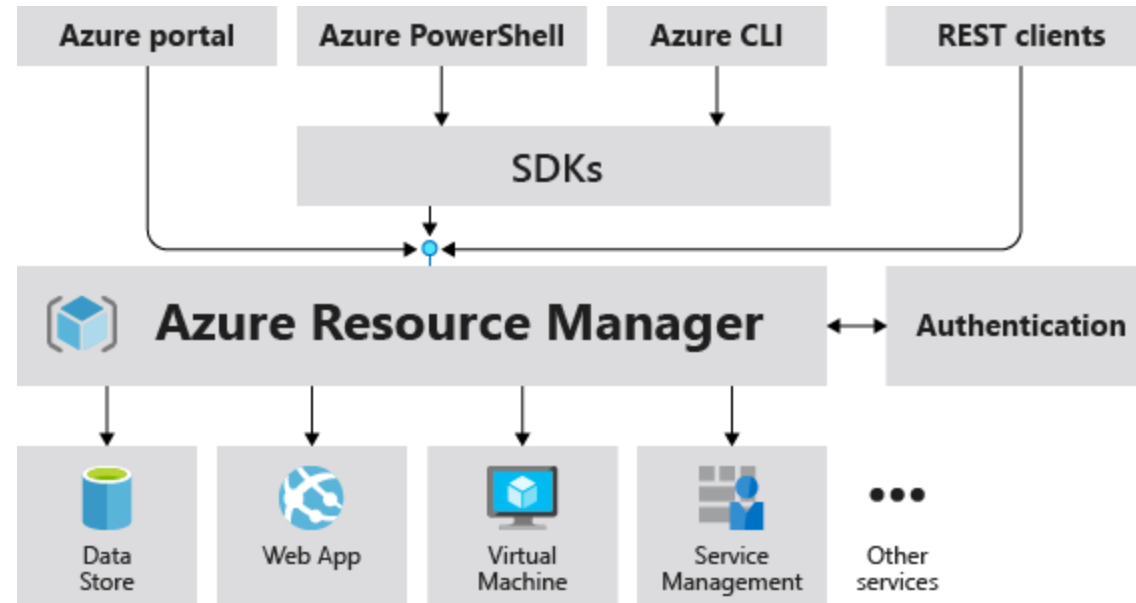 Azure portal
Azure PowerShell
Azure CLI
REST clients
SDKs
Azure Resource Manager
Authentication
Data
Store
Web App
Virtual
Machine
Service
Management
Other
services